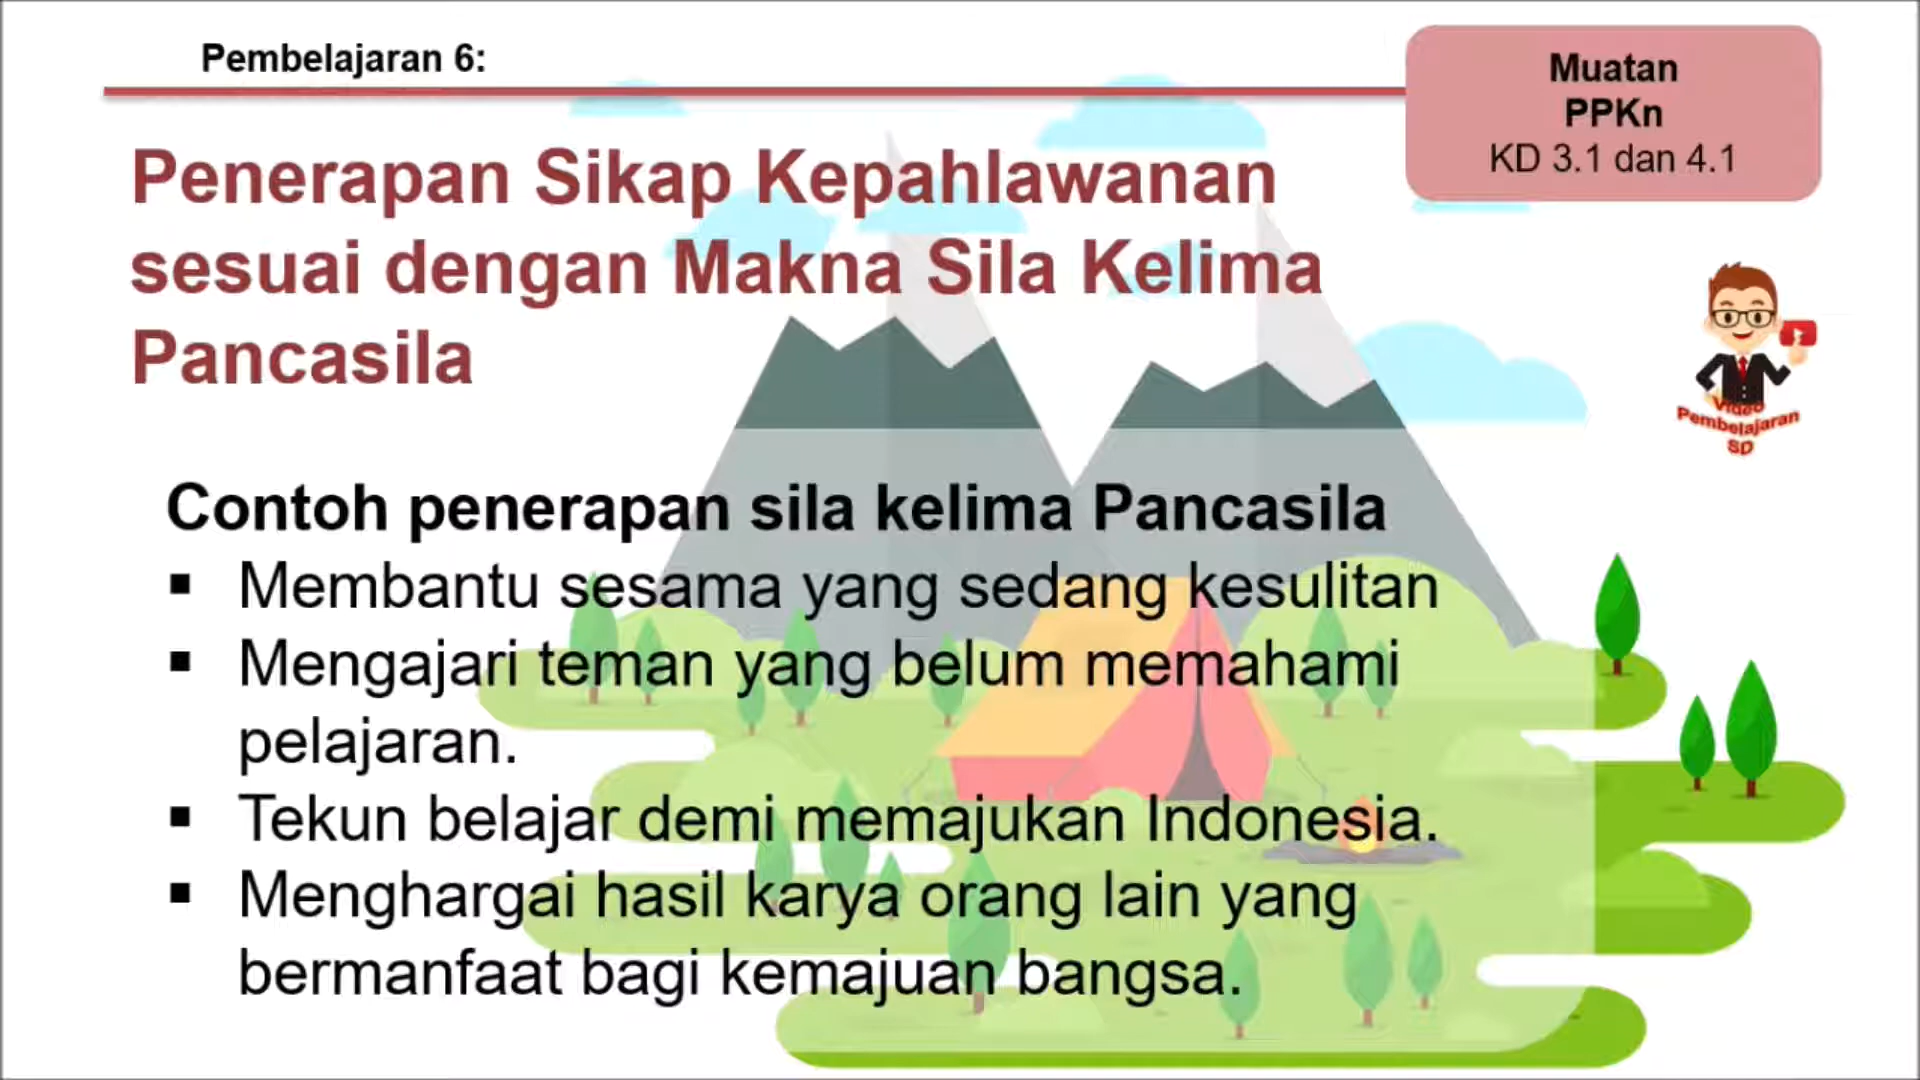 Pembelajaran 6:
Muatan
PPKn
KD 3.1 dan 4.1
Penerapan Sikap Kepahlawanan
sesuai dengan Makna Sila Kelima
Pancasila
Video
Pembelajaran
SD
Contoh penerapan sila kelima Pancasila
▪ Membantu sesama yang sedang kesulitan
▪ Mengajari teman yang belum memahami
pelajaran.
▪ Tekun belajar demi memajukan Indonesia.
▪ Menghargai hasil karya orang lain yang
bermanfaat bagi kemajuan bangsa.